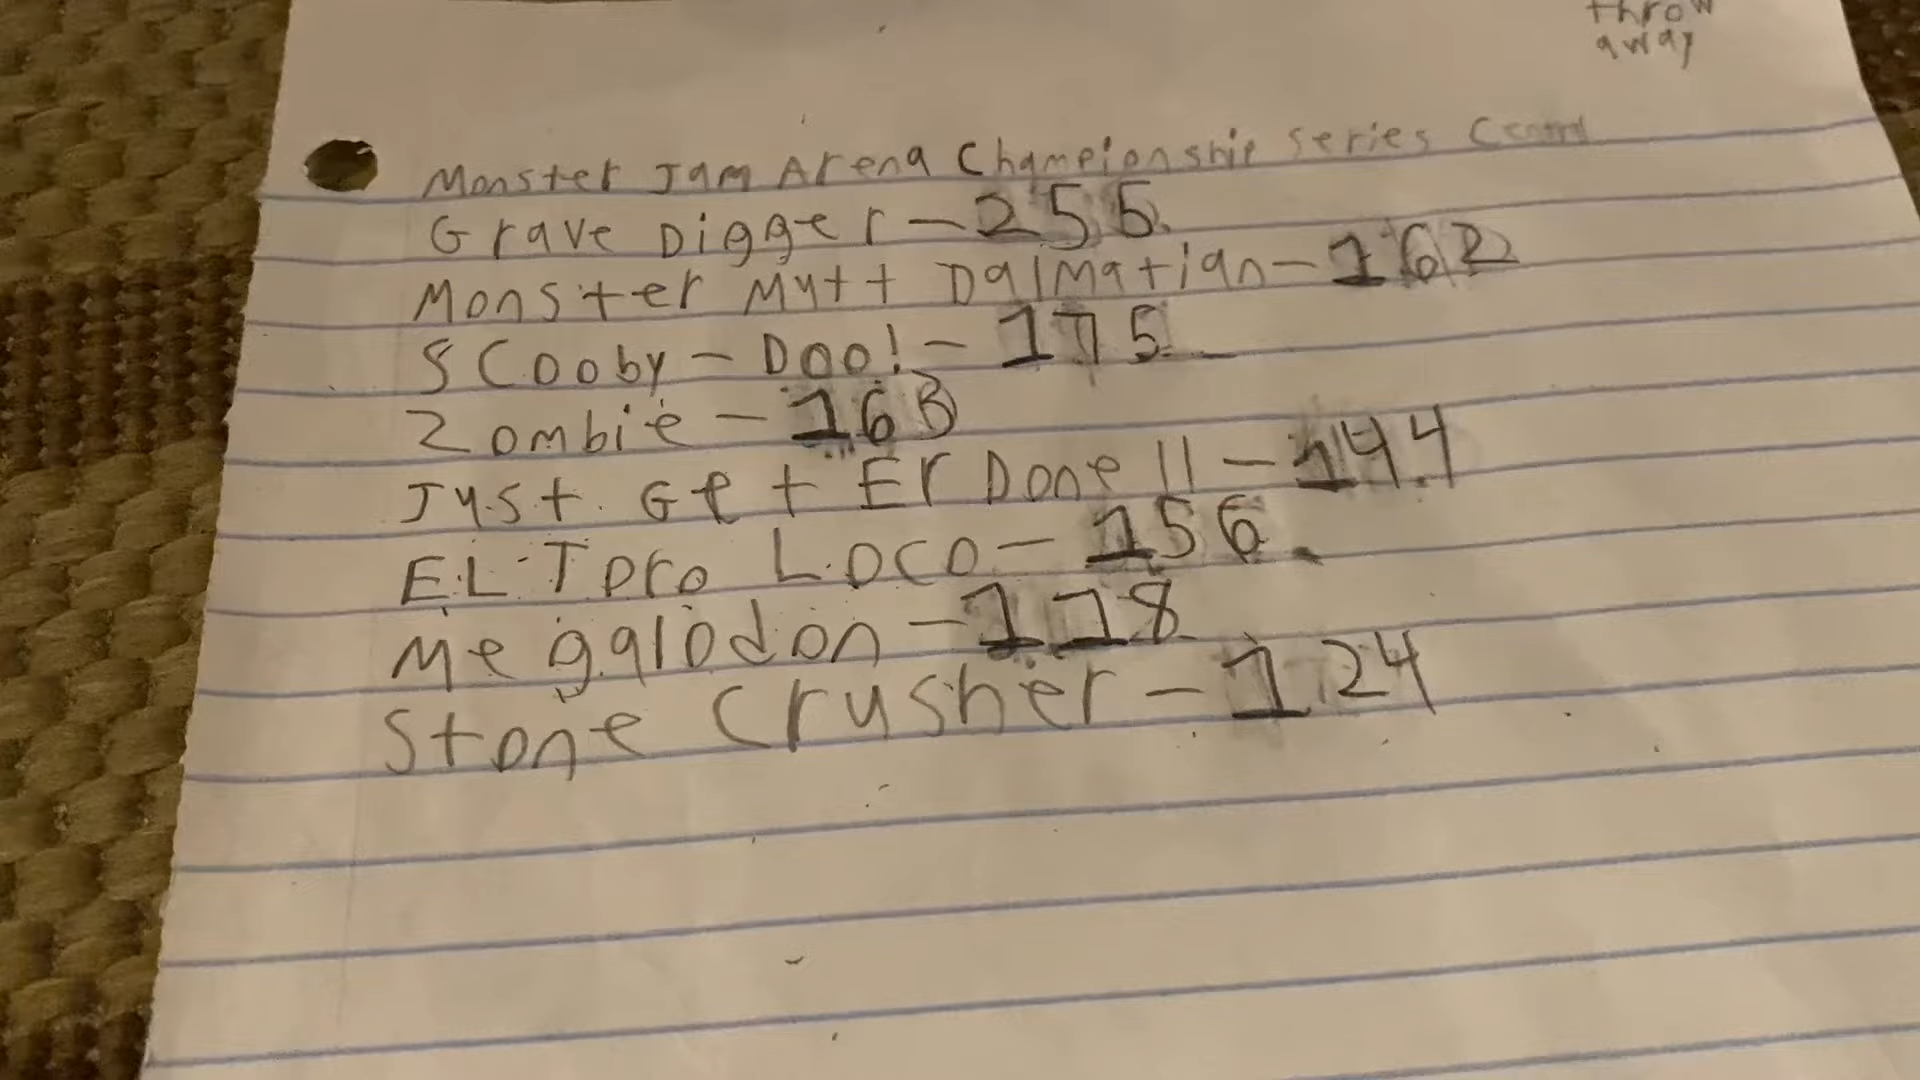 throw
away
Monster Jam Arena Championship Series
Grave Digger - 255
Monster Mutt Dalmatian - 162
SCooby - Doo! - 175
Zombie - 163
Just Get Er Done!! - 144
EL Toro Loco - 156
Megalodon - 118
Stone Crusher - 124